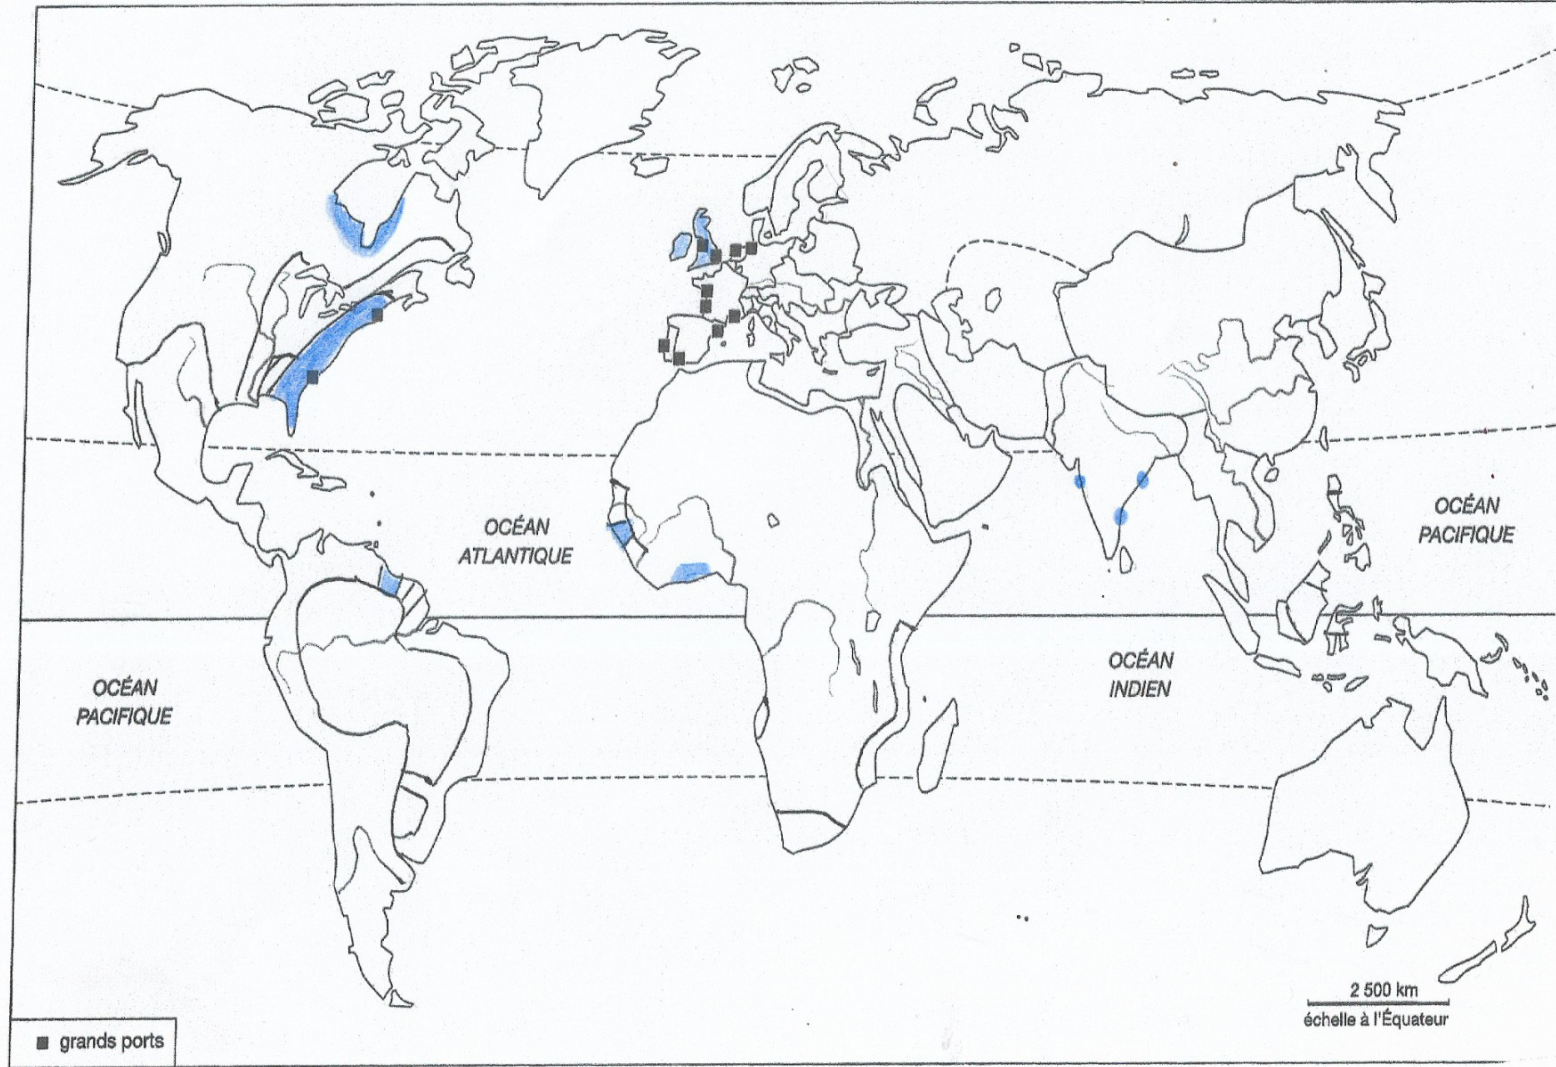 OCÉAN
ATLANTIQUE
OCÉAN
PACIFIQUE
OCÉAN
PACIFIQUE
OCÉAN
INDIEN
2 500 km
échelle à l'Équateur
grands ports